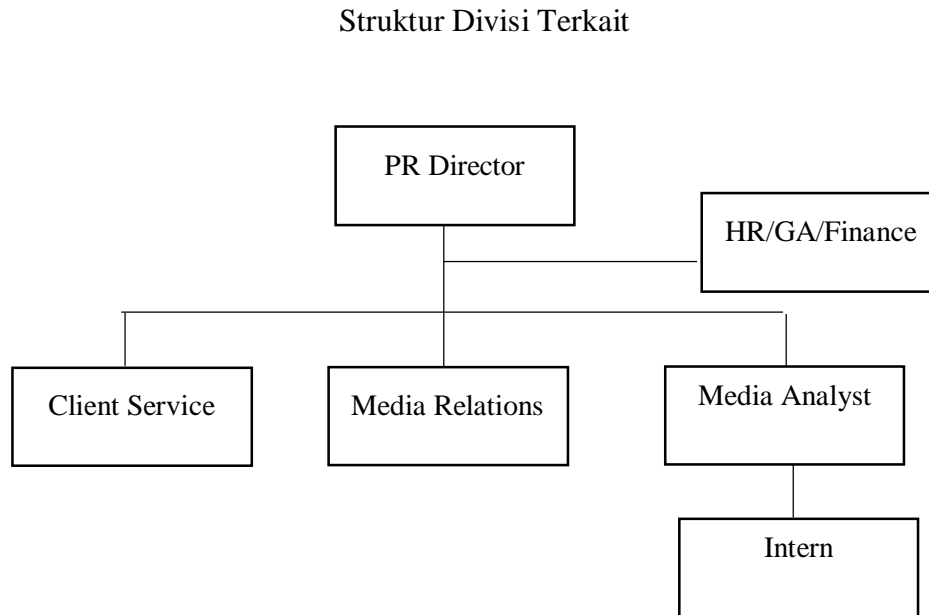 Struktur Divisi Terkait
PR Director
HR/GA/Finance
Client Service
Media Relations
Media Analyst
Intern